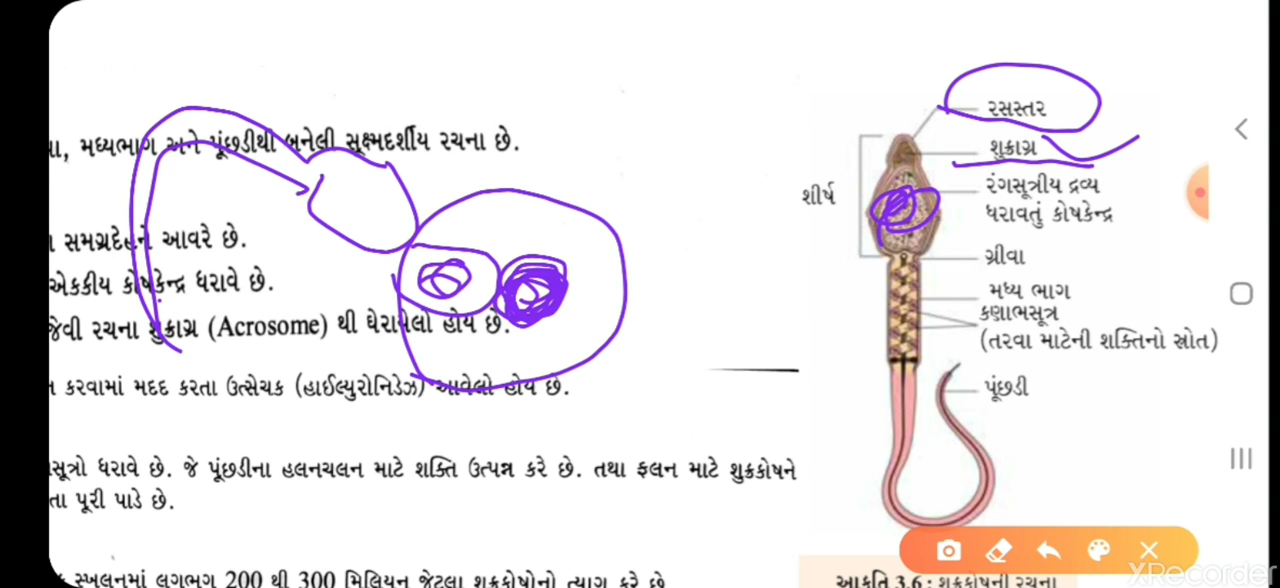 મધ્યભાગ અને પૂંછડીથી બનેલી સૂક્ષ્મદર્શીય રચના છે.
સમગ્રદેહને આવરે છે.
એકકીય કોષકેન્દ્ર ધરાવે છે.
જેવી રચના શુક્રાગ્ર (Acrosome) થી ઘેરાયેલો હોય છે.
કરવામાં મદદ કરતા ઉત્સેચક (હાઈલ્યુરોનિડેઝ) આવેલો હોય છે.
સૂત્રો ધરાવે છે. જે પૂંછડીના હલનચલન માટે શક્તિ ઉત્પન્ન કરે છે. તથા ફલન માટે શુક્રકોષને
તા પૂરી પાડે છે.
સ્ખલનમાં લગભગ 200 થી 300 મિલિયન જેટલા શુક્રકોષોનો ત્યાગ કરે છે
રસસ્તર
શુક્રાગ્ર
શીર્ષ
રંગસૂત્રીય દ્રવ્ય
ધરાવતું કોષકેન્દ્ર
ગ્રીવા
મધ્ય ભાગ
કણાભસૂત્ર
(તરવા માટેની શક્તિનો સ્રોત)
પૂંછડી
આકૃતિ 3.6 : શુક્રકોષની રચના
XRecorder